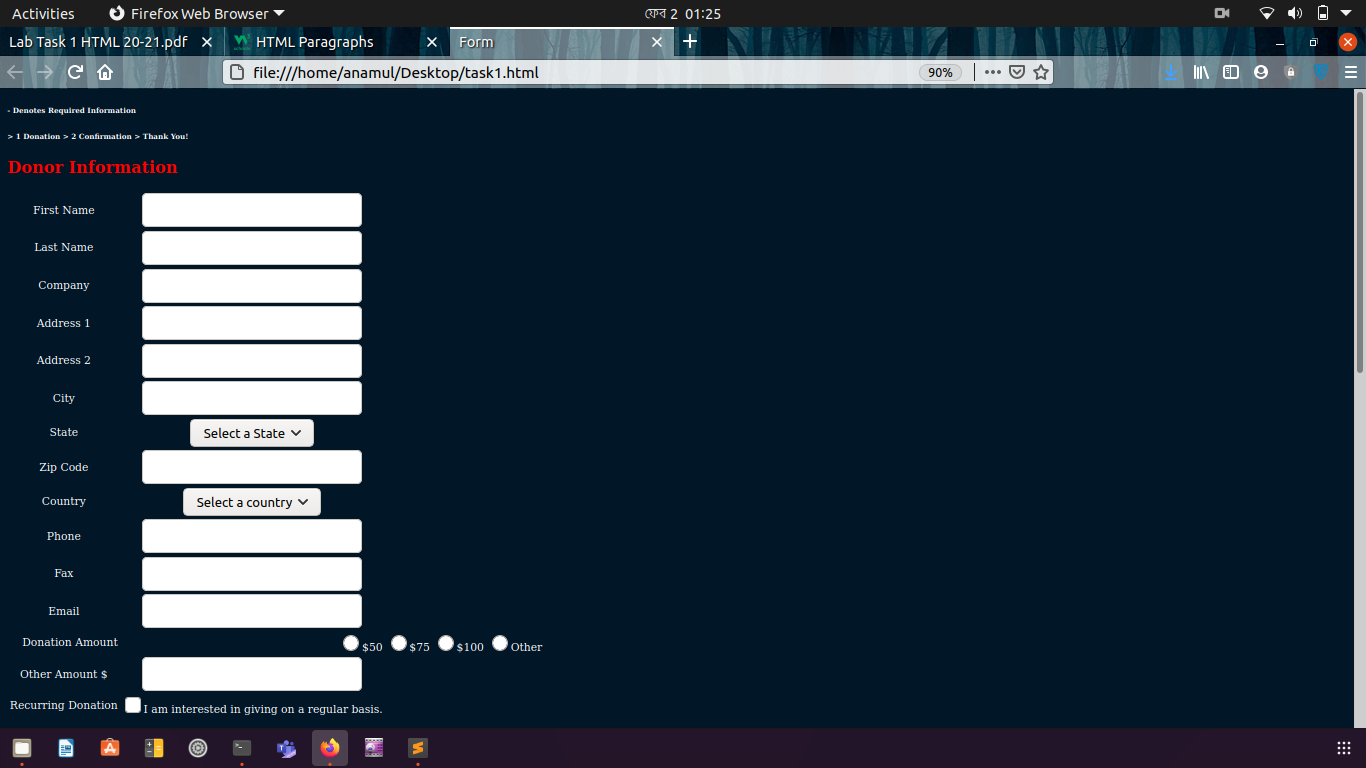 Activities Firefox Web Browser ফেব 2 01:25
Lab Task 1 HTML 20-21.pdf HTML Paragraphs Form
file:///home/anamul/Desktop/task1.html 90%
- Denotes Required Information
> 1 Donation > 2 Confirmation > Thank You!
Donor Information
First Name
Last Name
Company
Address 1
Address 2
City
State Select a State
Zip Code
Country Select a country
Phone
Fax
Email
Donation Amount $50 $75 $100 Other
Other Amount $
Recurring Donation I am interested in giving on a regular basis.